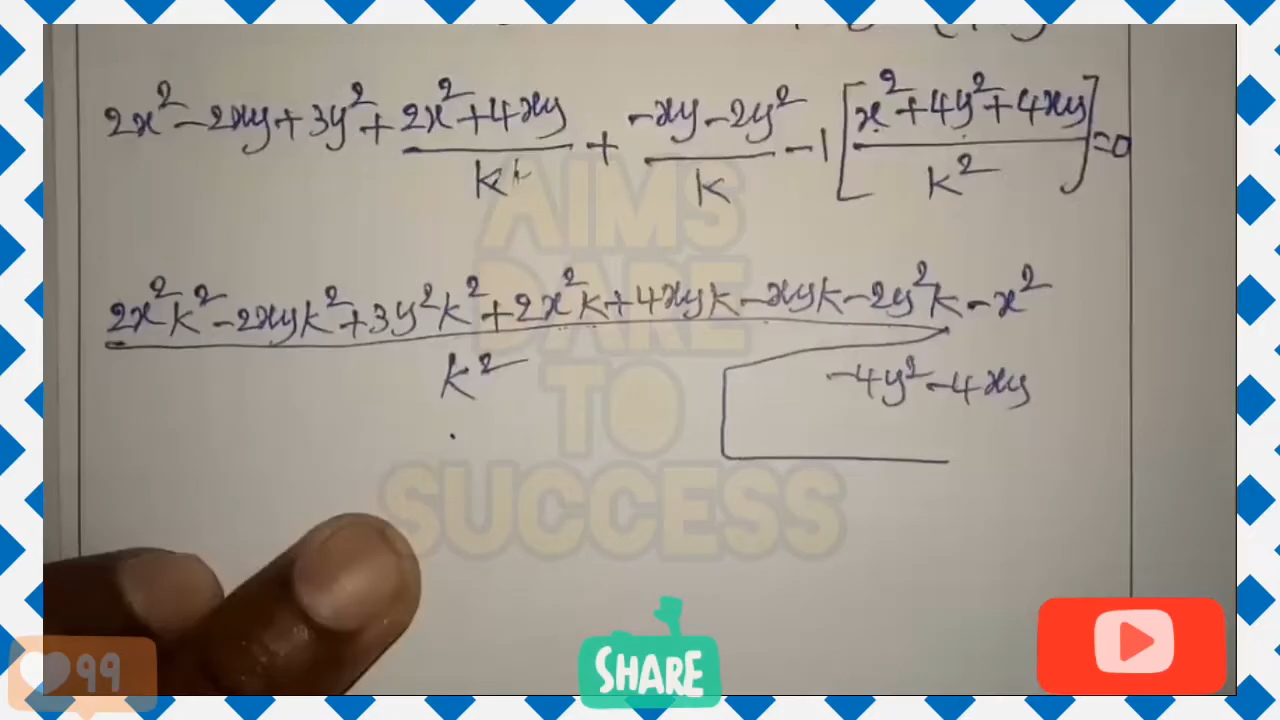 2x² - 2xy + 3y² + 2x² + 4xy / k + -xy - 2y² / k - 1 [x² + 4y² + 4xy / k²] = 0
2x²k² - 2xyk² + 3y²k² + 2x²k + 4xyk - xyk - 2y²k - x²
- 4y² - 4xy
k²
AIMS
DARE
TO
SUCCESS
99
SHARE